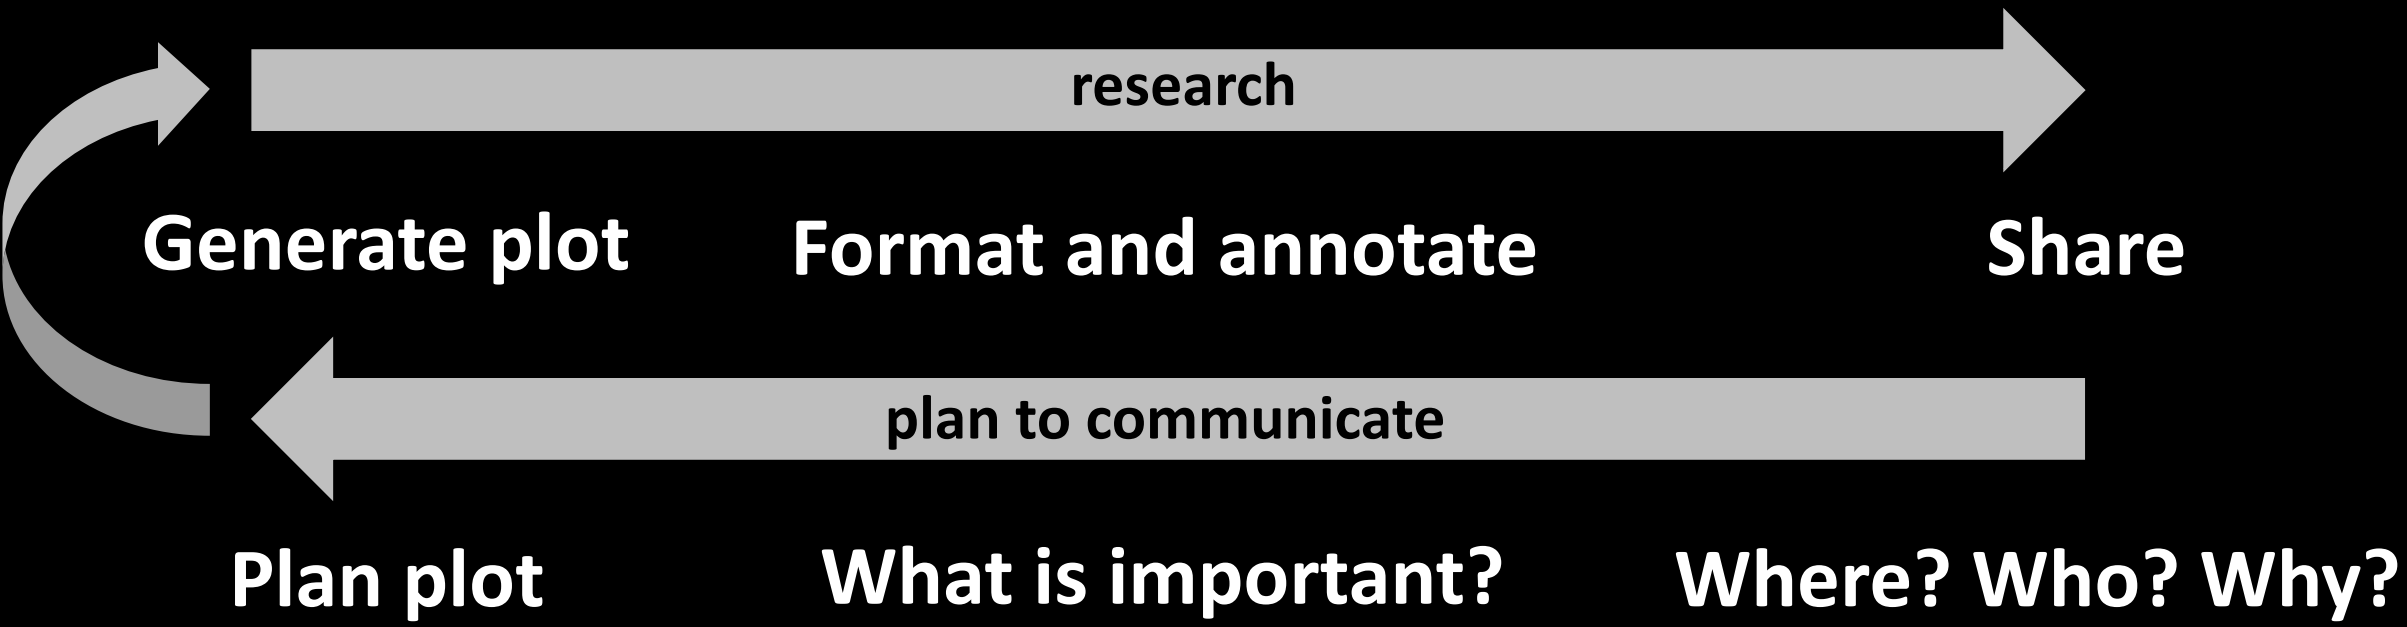 research
Generate plot
Format and annotate
Share
plan to communicate
Plan plot
What is important?
Where? Who? Why?